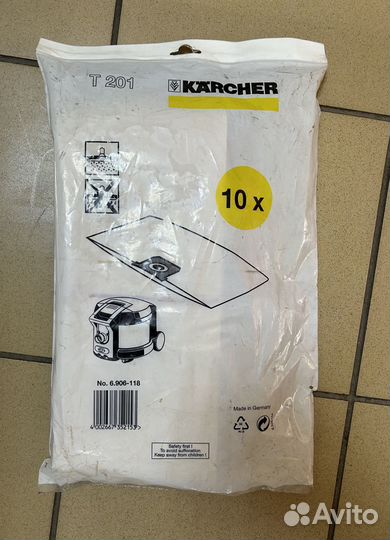 T 201
KÄRCHER
10 x
No. 6.906-118
Made in Germany
4002667352153>
Safety first !
To avoid suffocation
Keep away from children !
Avito